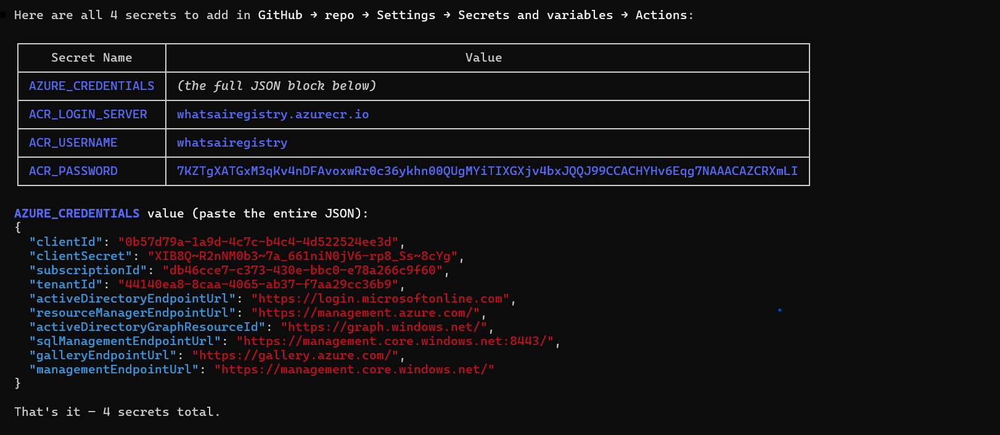 Here are all 4 secrets to add in GitHub → repo → Settings → Secrets and variables → Actions:
Secret Name Value
AZURE_CREDENTIALS (the full JSON block below)
ACR_LOGIN_SERVER whatsairegistry.azurecr.io
ACR_USERNAME whatsairegistry
ACR_PASSWORD 7KZTgXATGxM3qKv4nDFAvoxwRr0c36ykhn00QUgMYiTIXGXjv4bxJQQJ99CCACHYHv6Eqg7NAAACAZCRXmLI
AZURE_CREDENTIALS value (paste the entire JSON):
{
"clientId": "0b57d79a-1a9d-4c7c-b4c4-4d522524ee3d",
"clientSecret": "XIB8Q~R2nNM0b3~7a_661niN0jV6-rp8_Ss~8cYg",
"subscriptionId": "db46cce7-c373-430e-bbc0-e78a266c9f60",
"tenantId": "44140ea8-8caa-4065-ab37-f7aa29cc36b9",
"activeDirectoryEndpointUrl": "https://login.microsoftonline.com",
"resourceManagerEndpointUrl": "https://management.azure.com/",
"activeDirectoryGraphResourceId": "https://graph.windows.net/",
"sqlManagementEndpointUrl": "https://management.core.windows.net:8443/",
"galleryEndpointUrl": "https://gallery.azure.com/",
"managementEndpointUrl": "https://management.core.windows.net/"
}
That's it — 4 secrets total.